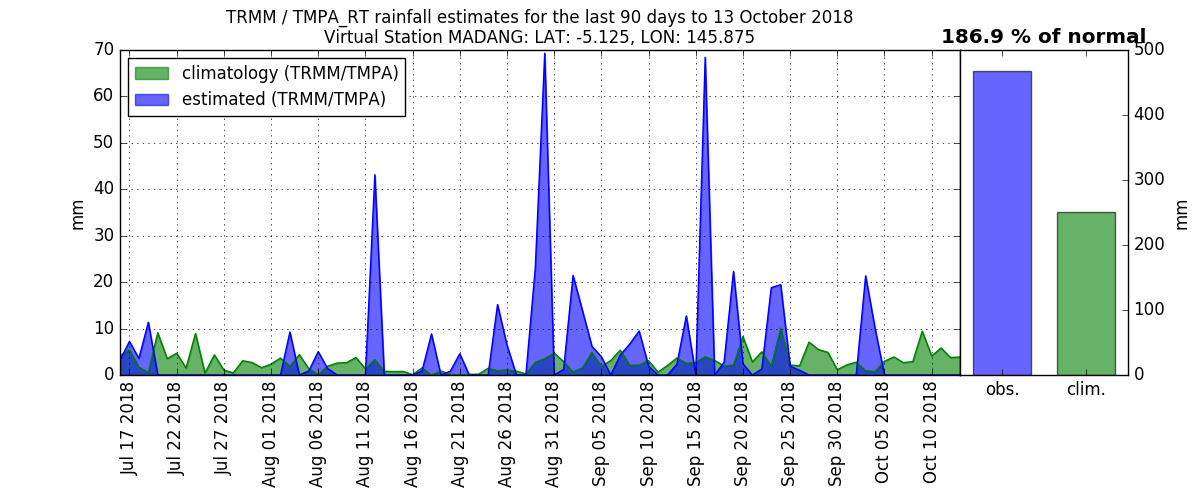 TRMM / TMPA_RT rainfall estimates for the last 90 days to 13 October 2018
Virtual Station MADANG: LAT: -5.125, LON: 145.875
186.9 % of normal
climatology (TRMM/TMPA)
estimated (TRMM/TMPA)
70
60
50
40
30
20
10
0
mm
Jul 17 2018
Jul 22 2018
Jul 27 2018
Aug 01 2018
Aug 06 2018
Aug 11 2018
Aug 16 2018
Aug 21 2018
Aug 26 2018
Aug 31 2018
Sep 05 2018
Sep 10 2018
Sep 15 2018
Sep 20 2018
Sep 25 2018
Sep 30 2018
Oct 05 2018
Oct 10 2018
500
400
300
200
100
0
mm
obs.
clim.